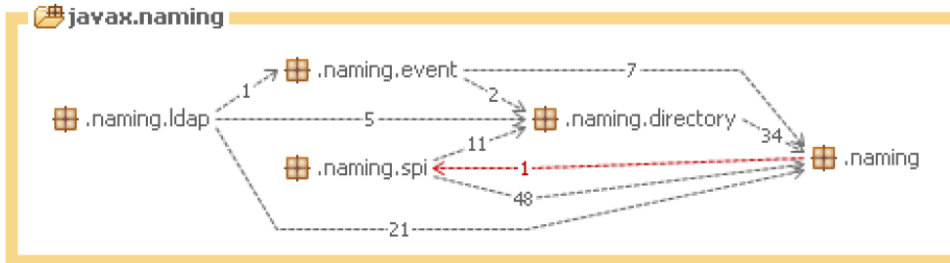 javax.naming
.naming.event
7
1
2
.naming.ldap
5
.naming.directory
11
34
.naming.spi
1
.naming
48
21